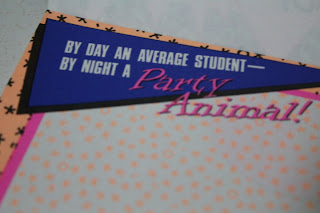 BY DAY AN AVERAGE STUDENT—
BY NIGHT A Party
Animal!